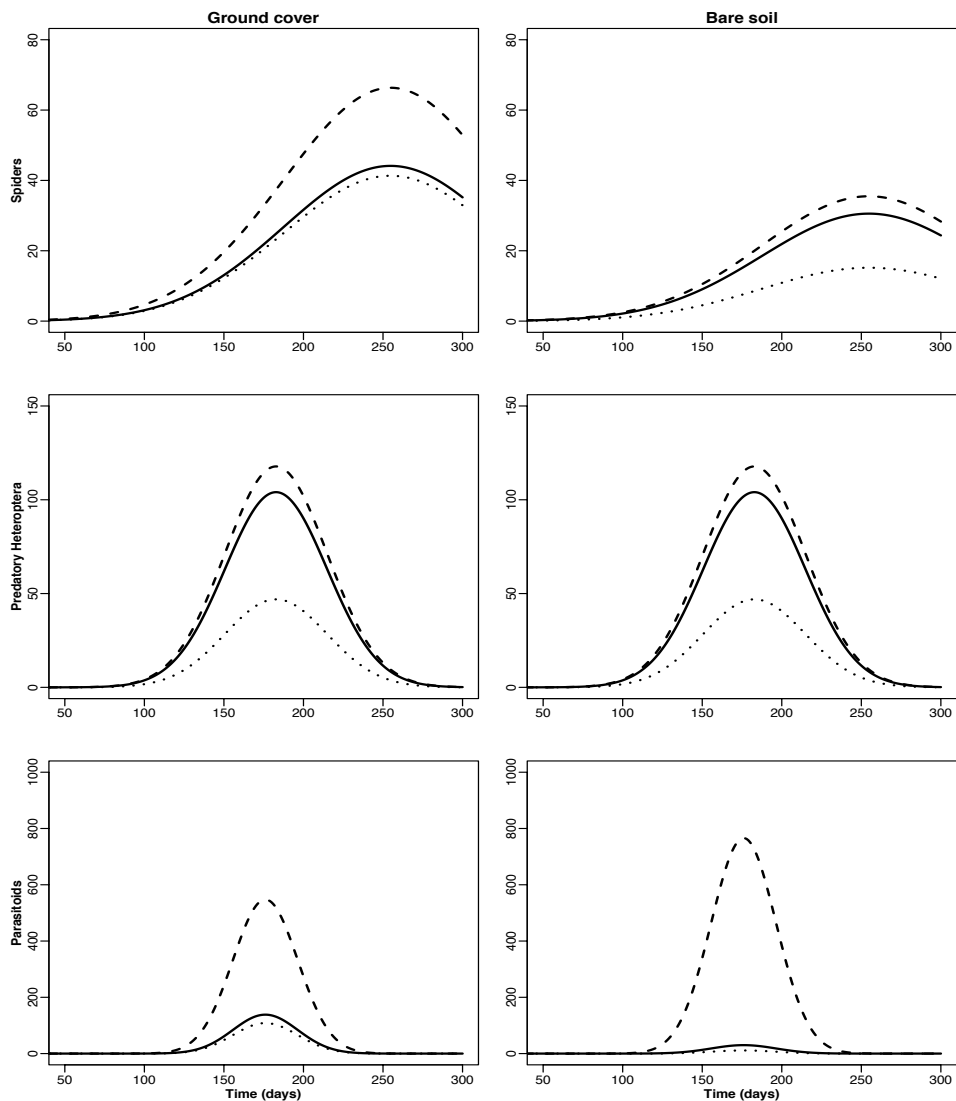 Ground cover
Bare soil
Spiders
0 20 40 60 80
50 100 150 200 250 300
0 20 40 60 80
50 100 150 200 250 300
Predatory Heteroptera
0 50 100 150
50 100 150 200 250 300
0 50 100 150
50 100 150 200 250 300
Parasitoids
0 200 400 600 800 1000
50 100 150 200 250 300
Time (days)
0 200 400 600 800 1000
50 100 150 200 250 300
Time (days)